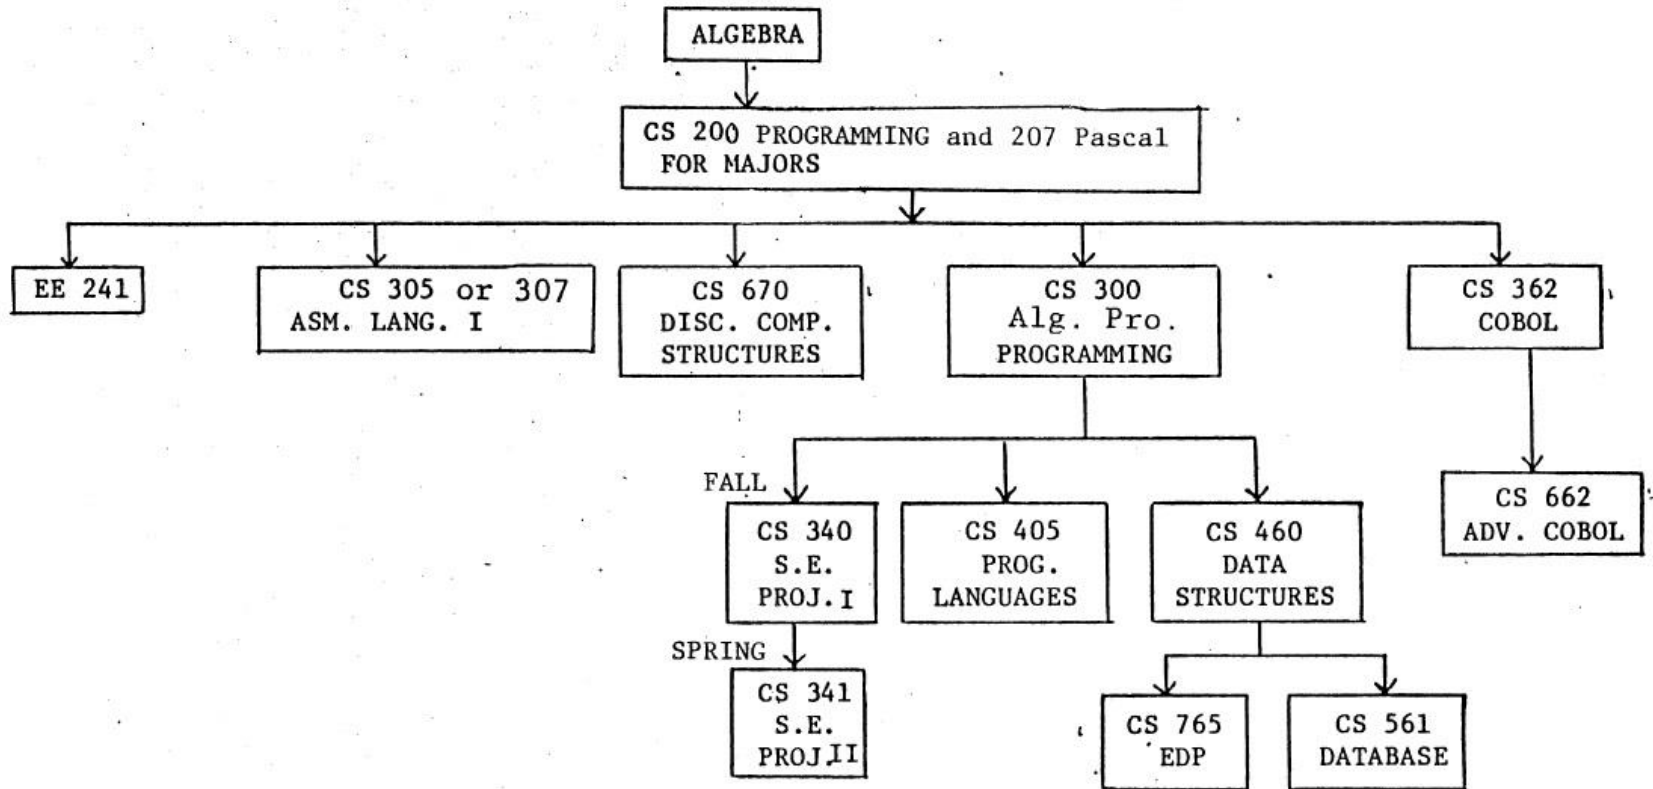 ALGEBRA
CS 200 PROGRAMMING and 207 Pascal
FOR MAJORS
EE 241
CS 305 or 307
ASM. LANG. I
CS 670
DISC. COMP.
STRUCTURES
CS 300
Alg. Pro.
PROGRAMMING
CS 362
COBOL
FALL
CS 340
S.E.
PROJ. I
CS 405
PROG.
LANGUAGES
CS 460
DATA
STRUCTURES
CS 662
ADV. COBOL
SPRING
CS 341
S.E.
PROJ. II
CS 765
EDP
CS 561
DATABASE